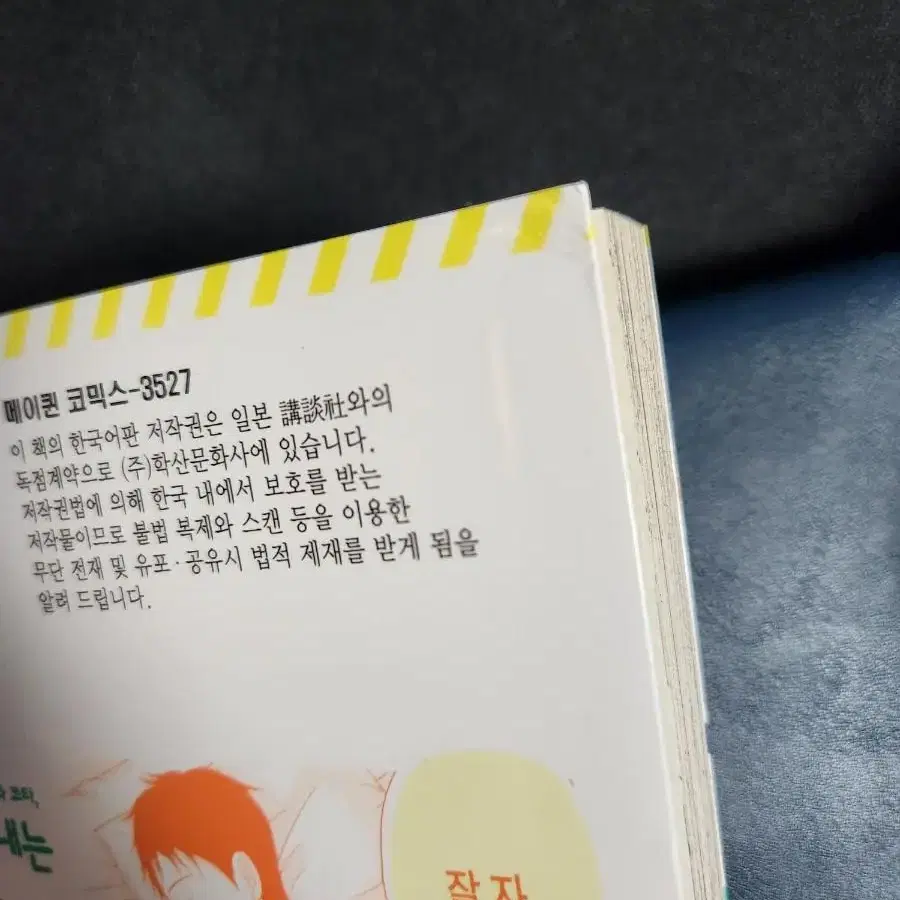 메이퀸 코믹스-3527
이 책의 한국어판 저작권은 일본 講談社와의
독점계약으로 (주)학산문화사에 있습니다.
저작권법에 의해 한국 내에서 보호를 받는
저작물이므로 불법 복제와 스캔 등을 이용한
무단 전재 및 유포·공유시 법적 제재를 받게 됨을
알려 드립니다.
잘 자